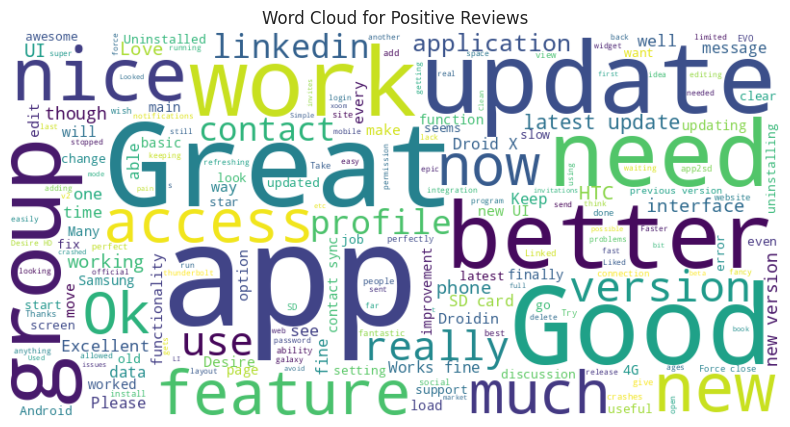 Word Cloud for Positive Reviews
awesome
Uninstalled
UI
super
Love
force
running
Looked
linkedin
another
application
add
well
back
space
view
want
message
limited
widget
real
first
idea
EVO
editing
needed
clear
nice
work
update
getting
invites
login
xoom
site
still
every
main
notifications
wish
edit
though
last
stopped
contact
make
function
latest update
updating
uninstalling
Simple
mobile
lack
seems
Droid X
slow
basic
will
change
keeping
able
refreshing
look
Take
easy
permission
epic
now
need
using
waiting
app2sd
Great
mode
adding
s
way
updated
pain
star
integration
invitations
program
send
Keep
HTC
think
previous version
website
one
v2
time
easily
access
profile
new UI
done
interface
group
Many
perfect
Desire HD
crashed
fix
job
perfectly
possible
Faster
problems
bit
fast
Linked
Liked
error
even
looking
official
working
app
better
functionality
option
people
sent
contact sync
improvement
latest
finally
connection
fancy
version
new version
Samsung
move
thunderbolt
run
SD
far
phone
SD card
go
full
delete
Try
start
Thanks
screen
Ok
use
see
web
password
fantastic
really
Droidin
best
Good
book
Excellent
LI
ability
galaxy
fine
Desire
Works fine
anything
Used
allowed
issues
old
data
page
layout
avoid
setting
social
market
support
discussion
release
4G
ages
Force close
give
crashes
open
useful
worked
install
Android
Please
feature
load
much
new